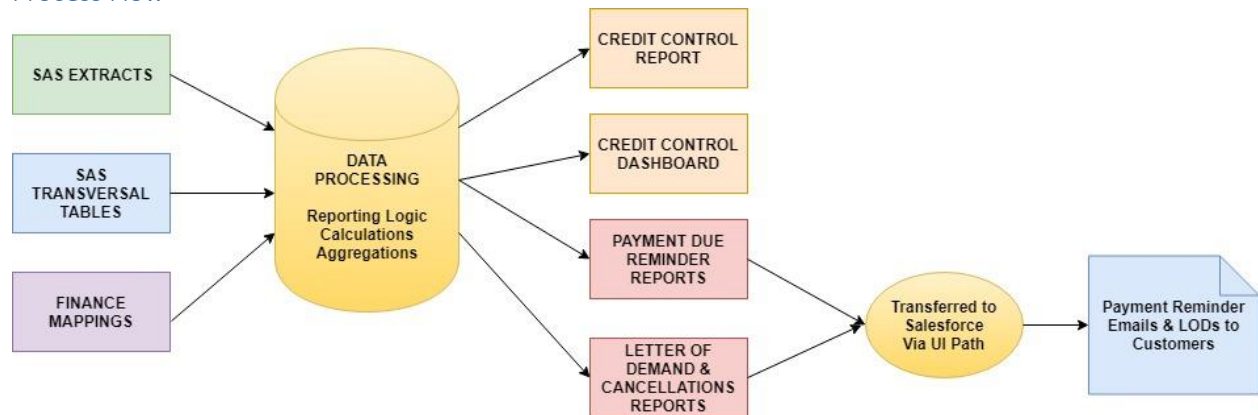 Process Flow
SAS EXTRACTS
SAS
TRANSVERSAL
TABLES
FINANCE
MAPPINGS
DATA
PROCESSING
Reporting Logic
Calculations
Aggregations
CREDIT CONTROL
REPORT
CREDIT CONTROL
DASHBOARD
PAYMENT DUE
REMINDER
REPORTS
LETTER OF
DEMAND &
CANCELLATIONS
REPORTS
Transferred to
Salesforce
Via UI Path
Payment Reminder
Emails & LODs to
Customers